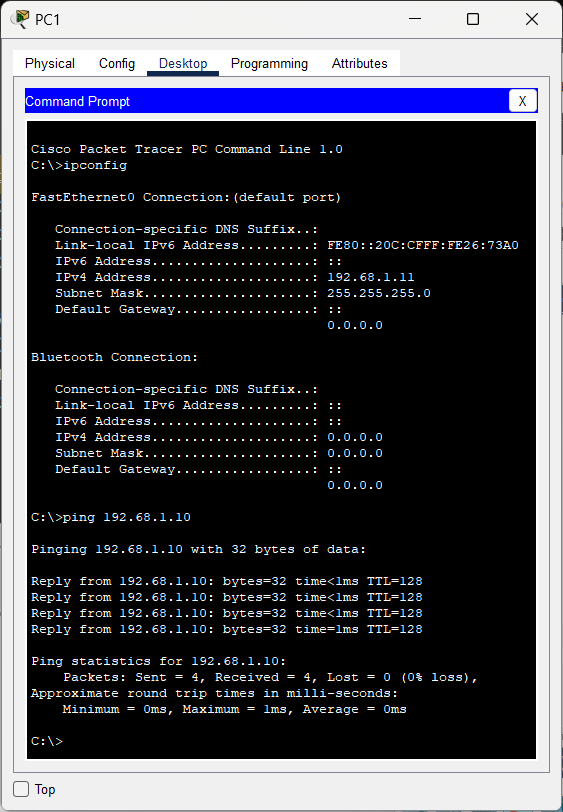 PC1
Physical Config Desktop Programming Attributes
Command Prompt X
Cisco Packet Tracer PC Command Line 1.0
C:\>ipconfig
FastEthernet0 Connection:(default port)
Connection-specific DNS Suffix..:
Link-local IPv6 Address.........: FE80::20C:CFFF:FE26:73A0
IPv6 Address....................: ::
IPv4 Address....................: 192.68.1.11
Subnet Mask.....................: 255.255.255.0
Default Gateway.................: ::
0.0.0.0
Bluetooth Connection:
Connection-specific DNS Suffix..:
Link-local IPv6 Address.........: ::
IPv6 Address....................: ::
IPv4 Address....................: 0.0.0.0
Subnet Mask.....................: 0.0.0.0
Default Gateway.................: ::
0.0.0.0
C:\>ping 192.68.1.10
Pinging 192.68.1.10 with 32 bytes of data:
Reply from 192.68.1.10: bytes=32 time<1ms TTL=128
Reply from 192.68.1.10: bytes=32 time<1ms TTL=128
Reply from 192.68.1.10: bytes=32 time<1ms TTL=128
Reply from 192.68.1.10: bytes=32 time=1ms TTL=128
Ping statistics for 192.68.1.10:
Packets: Sent = 4, Received = 4, Lost = 0 (0% loss),
Approximate round trip times in milli-seconds:
Minimum = 0ms, Maximum = 1ms, Average = 0ms
C:\>
Top